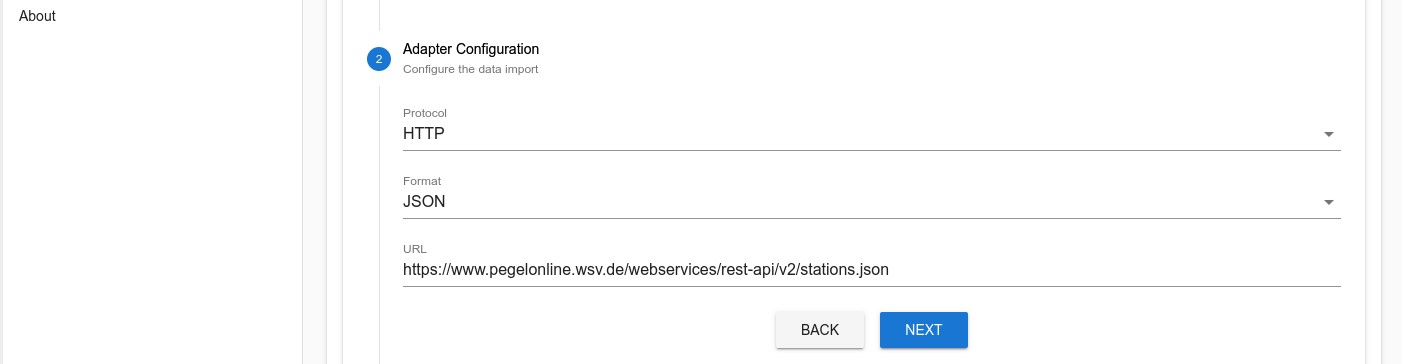 About
2
Adapter Configuration
Configure the data import
Protocol
HTTP
Format
JSON
URL
https://www.pegelonline.wsv.de/webservices/rest-api/v2/stations.json
BACK NEXT